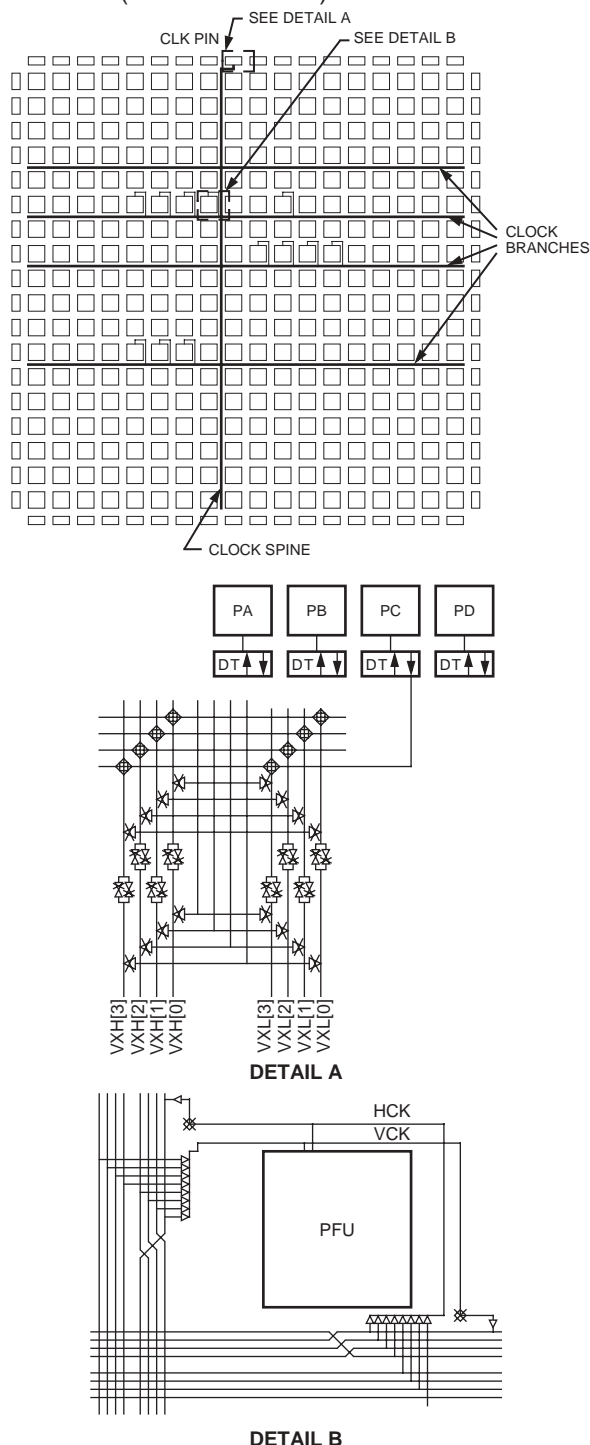 SEE DETAIL A
CLK PIN
SEE DETAIL B
CLOCK
BRANCHES
CLOCK SPINE
PA
PB
PC
PD
DT
DT
DT
DT
VXH[3]
VXH[2]
VXH[1]
VXH[0]
VXL[3]
VXL[2]
VXL[1]
VXL[0]
DETAIL A
HCK
VCK
PFU
DETAIL B